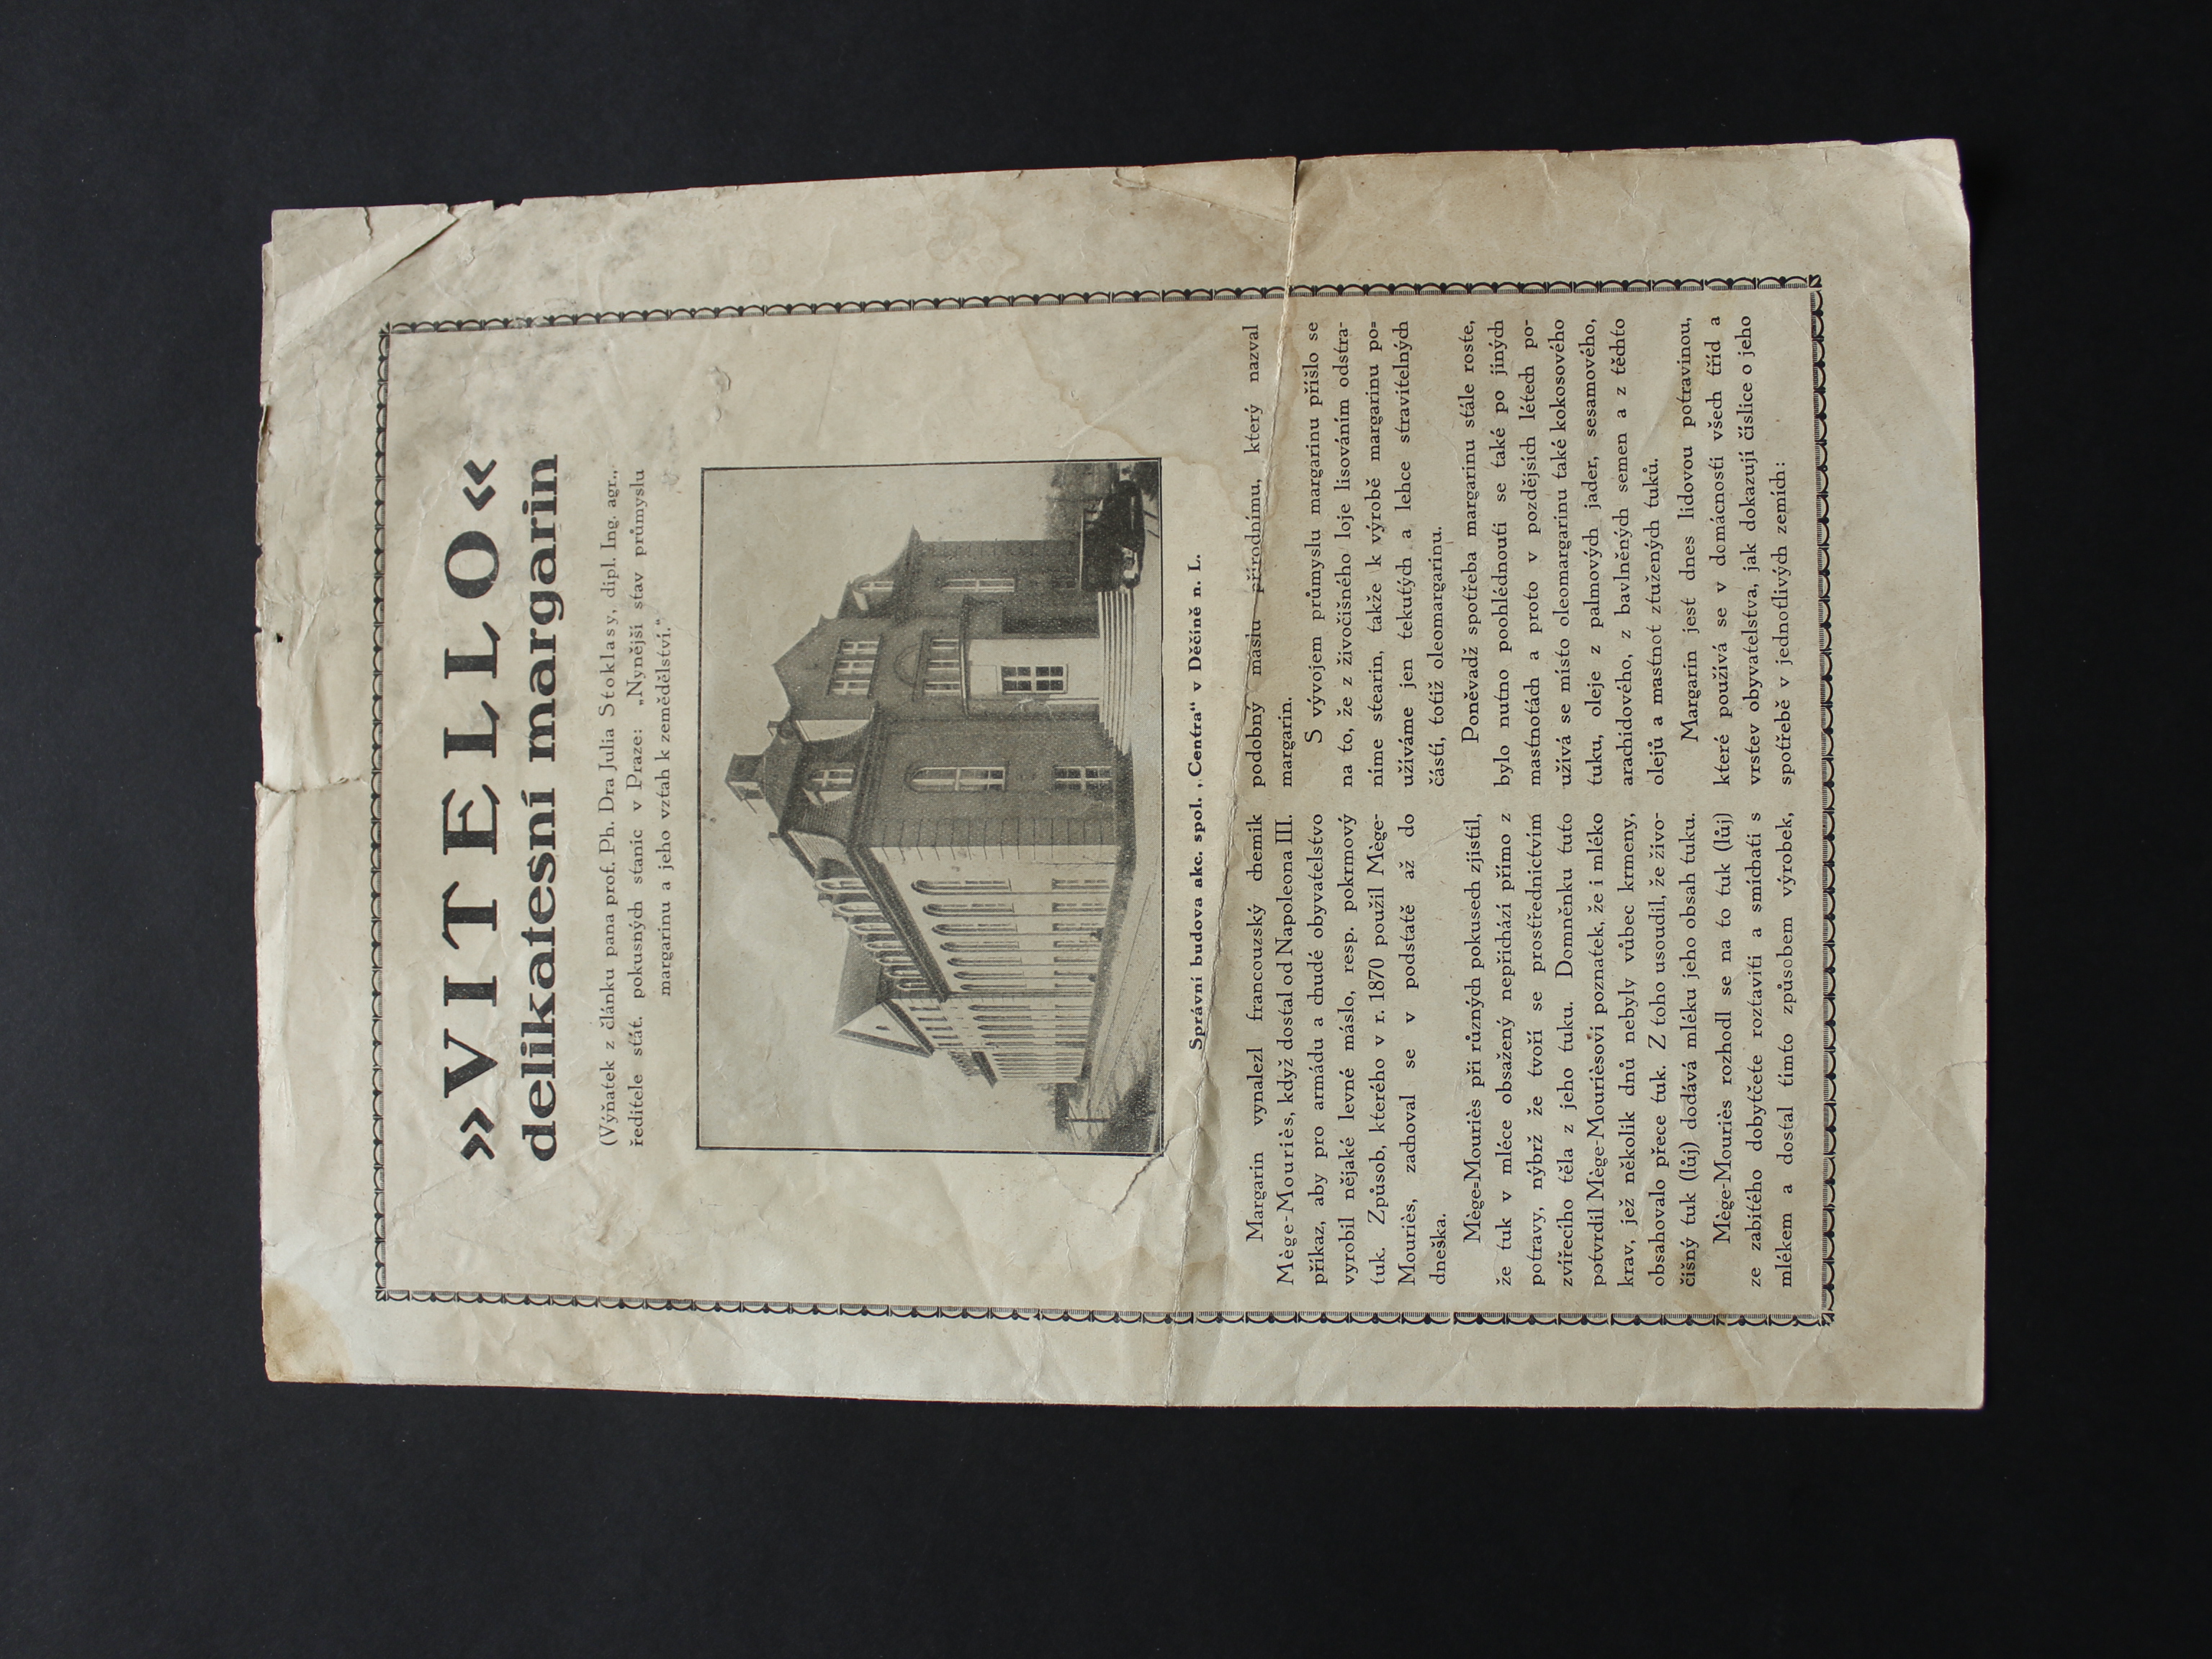 »VITELLO«
delikatesní margarin
(Výňatek z článku pana prof. Ph. Dra Julia Stoklasy, dipl. Ing. agr.,
ředitele stát. pokusných stanic v Praze: „Nynější stav průmyslu
margarinu a jeho vztah k zemědělství.“
Správní budova akc. spol. „Centra“ v Děčíně n. L.
Margarin vynalezl francouzský chemik
Mège-Mouriès, když dostal od Napoleona III.
příkaz, aby pro armádu a chudé obyvatelstvo
vyrobil nějaké levné máslo, resp. pokrmový
tuk. Způsob, kterého v r. 1870 použil Mège-
Mouriès, zachoval se v podstatě až do
dneška.
Mège-Mouriès při různých pokusech zjistil,
že tuk v mléce obsažený nepřichází přímo z
potravy, nýbrž že tvoří se prostřednictvím
zvířecího těla z jeho tuku. Domněnku tuto
potvrdil Mège-Mourièsovi poznatek, že i mléko
krav, jež několik dnů nebyly vůbec krmeny,
obsahovalo přece tuk. Z toho usoudil, že živo-
čišný tuk (lůj) dodává mléku jeho obsah tuku.
Mège-Mouriès rozhodl se na to tuk (lůj)
ze zabitého dobytčete roztaviti a smíchati s
mlékem a dostal tímto způsobem výrobek,
podobný máslu přírodnímu, který nazval
margarin.
S vývojem průmyslu margarinu přišlo se
na to, že z živočišného loje lisováním odstra-
níme stearin, takže k výrobě margarinu po-
užíváme jen tekutých a lehce stravitelných
částí, totiž oleomargarinu.
Poněvadž spotřeba margarinu stále roste,
bylo nutno poohlédnouti se také po jiných
mastnotách a proto v pozdějších létech po-
užívá se místo oleomargarinu také kokosového
tuku, oleje z palmových jader, sesamového,
arachidového, z bavlněných semen a z těchto
olejů a mastnot ztužených tuků.
Margarin jest dnes lidovou potravinou,
které používá se v domácnosti všech tříd a
vrstev obyvatelstva, jak dokazují číslice o jeho
spotřebě v jednotlivých zemích: